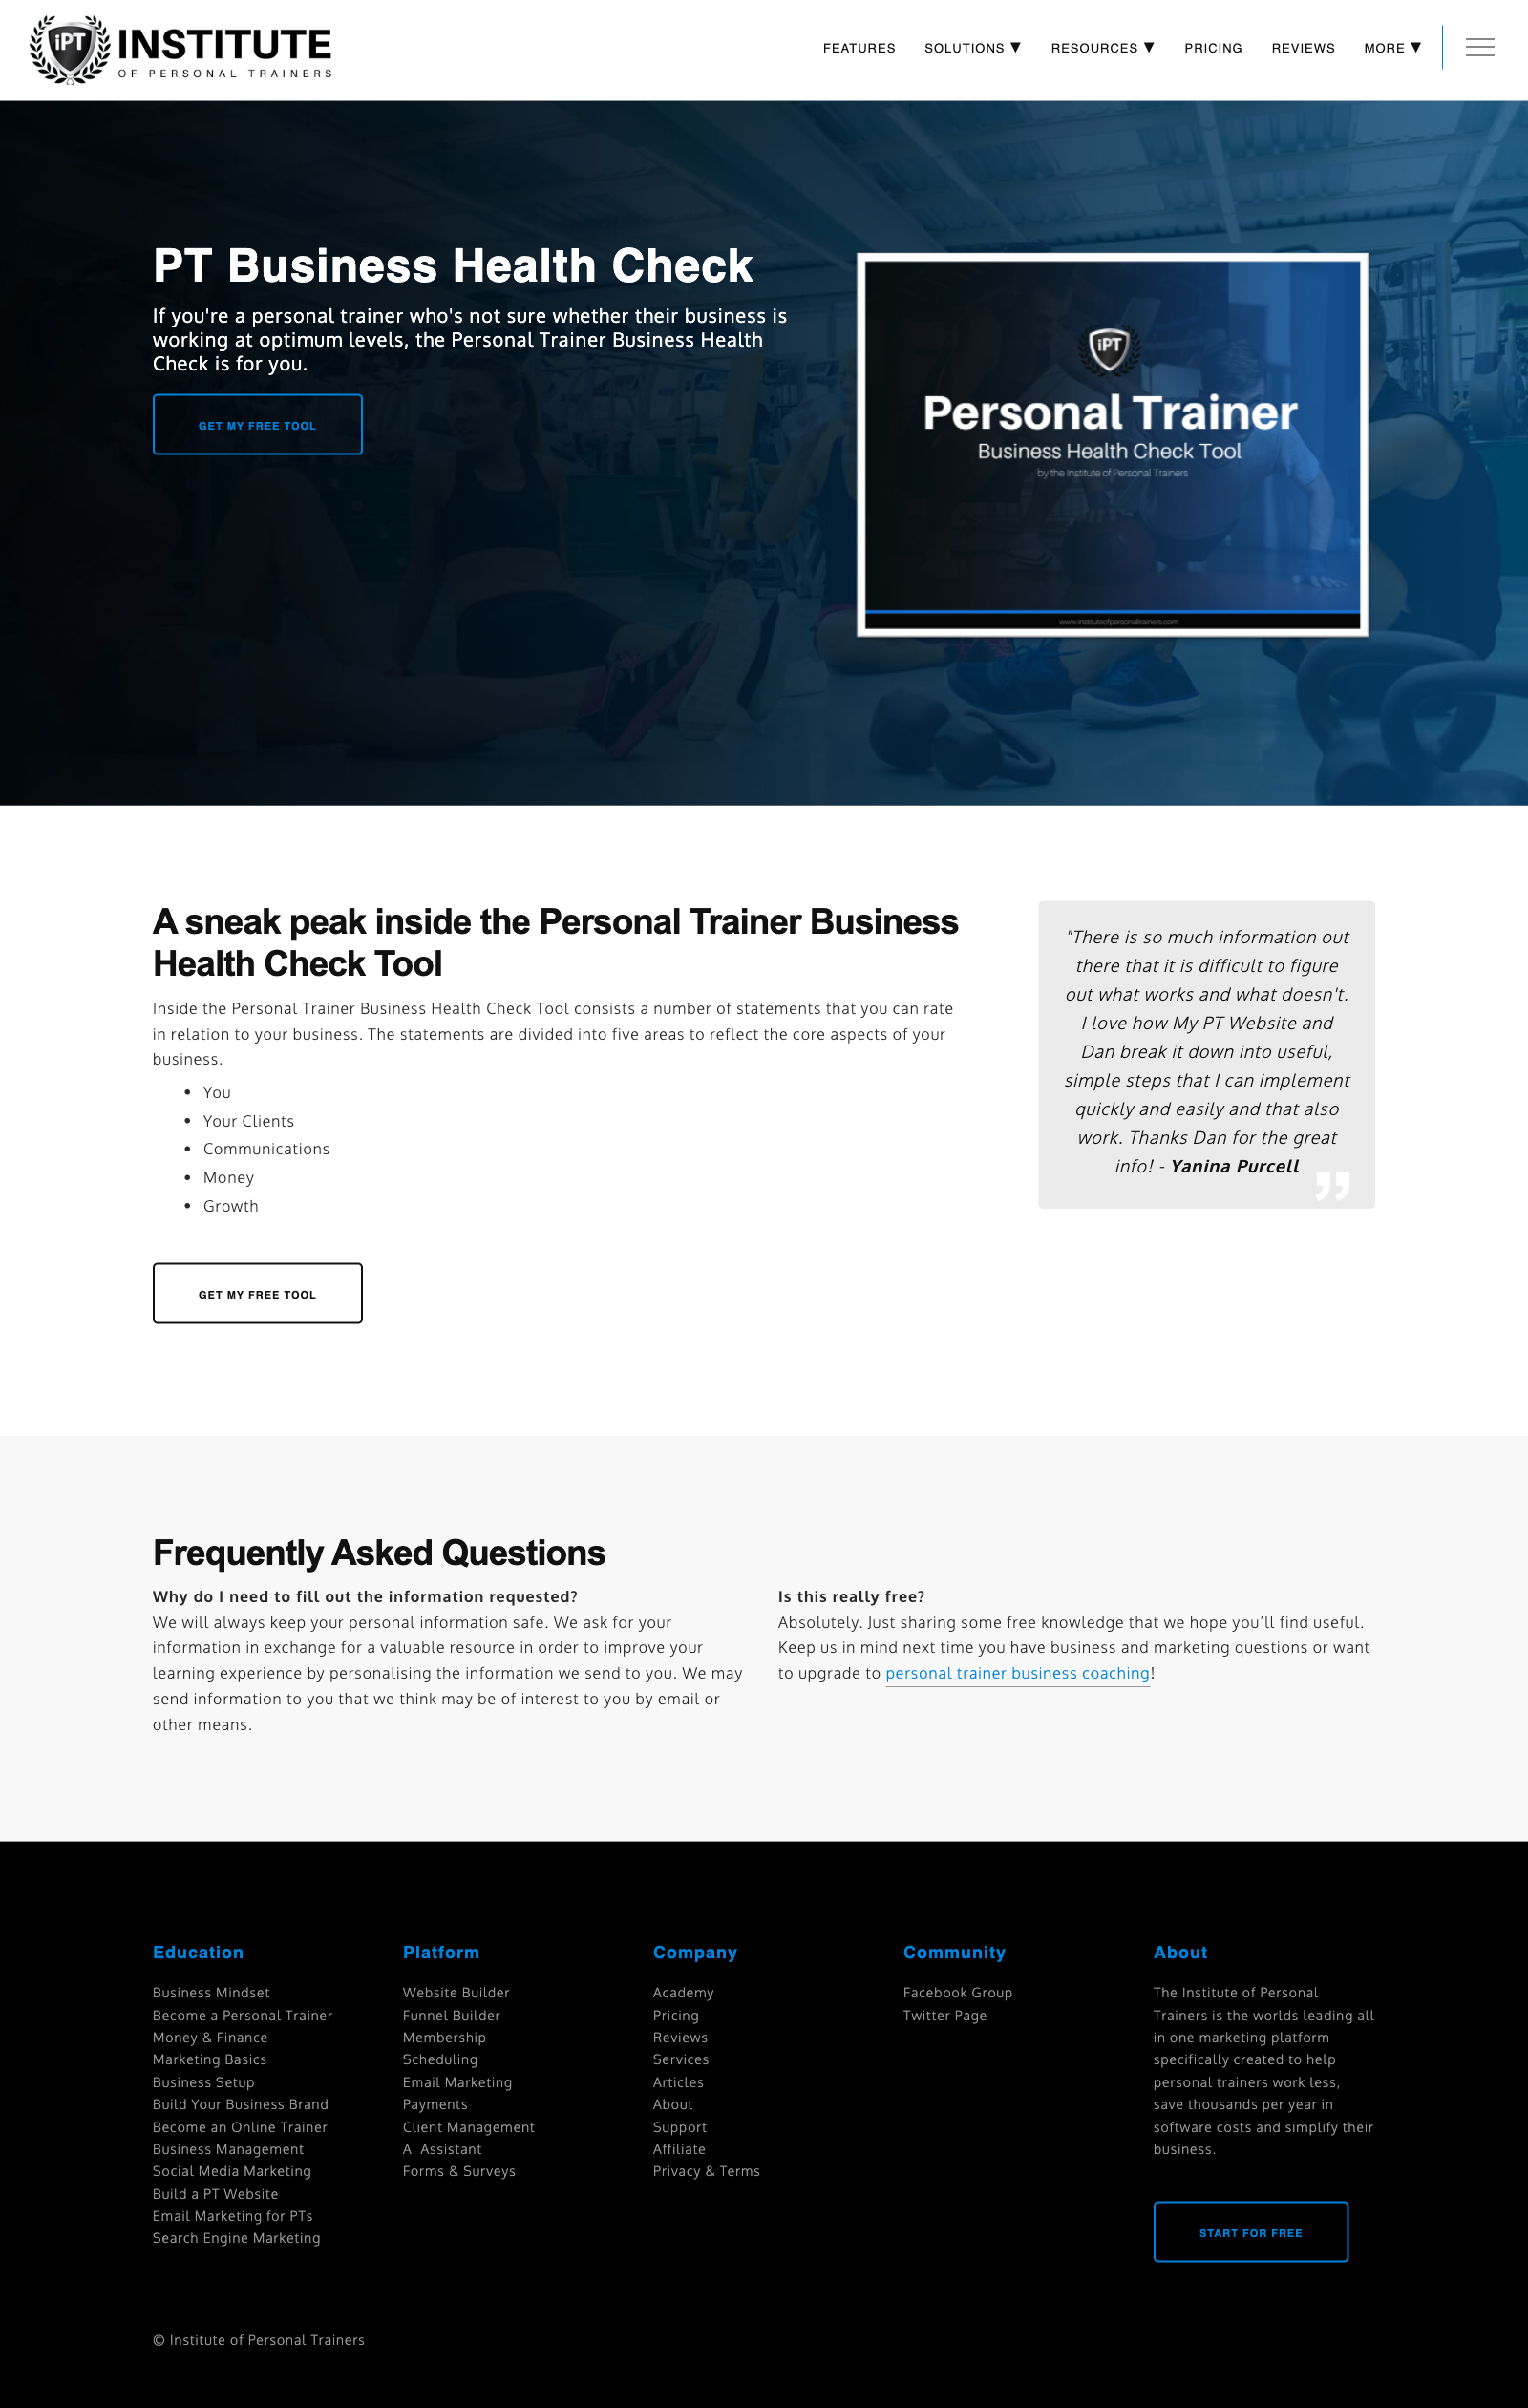 iPT
INSTITUTE
OF PERSONAL TRAINERS
FEATURES SOLUTIONS ▼ RESOURCES ▼ PRICING REVIEWS MORE ▼
PT Business Health Check
If you're a personal trainer who's not sure whether their business is
working at optimum levels, the Personal Trainer Business Health
Check is for you.
GET MY FREE TOOL
iPT
Personal Trainer
Business Health Check Tool
by the Institute of Personal Trainers
www.instituteofpersonaltrainers.com
A sneak peak inside the Personal Trainer Business
Health Check Tool
Inside the Personal Trainer Business Health Check Tool consists a number of statements that you can rate
in relation to your business. The statements are divided into five areas to reflect the core aspects of your
business.
• You
• Your Clients
• Communications
• Money
• Growth
GET MY FREE TOOL
"There is so much information out
there that it is difficult to figure
out what works and what doesn't.
I love how My PT Website and
Dan break it down into useful,
simple steps that I can implement
quickly and easily and that also
work. Thanks Dan for the great
info! - Yanina Purcell
”
Frequently Asked Questions
Why do I need to fill out the information requested?
We will always keep your personal information safe. We ask for your
information in exchange for a valuable resource in order to improve your
learning experience by personalising the information we send to you. We may
send information to you that we think may be of interest to you by email or
other means.
Is this really free?
Absolutely. Just sharing some free knowledge that we hope you’ll find useful.
Keep us in mind next time you have business and marketing questions or want
to upgrade to personal trainer business coaching!
Education
Business Mindset
Become a Personal Trainer
Money & Finance
Marketing Basics
Business Setup
Build Your Business Brand
Become an Online Trainer
Business Management
Social Media Marketing
Build a PT Website
Email Marketing for PTs
Search Engine Marketing
Platform
Website Builder
Funnel Builder
Membership
Scheduling
Email Marketing
Payments
Client Management
AI Assistant
Forms & Surveys
Company
Academy
Pricing
Reviews
Services
Articles
About
Support
Affiliate
Privacy & Terms
Community
Facebook Group
Twitter Page
About
The Institute of Personal
Trainers is the worlds leading all
in one marketing platform
specifically created to help
personal trainers work less,
save thousands per year in
software costs and simplify their
business.
START FOR FREE
© Institute of Personal Trainers